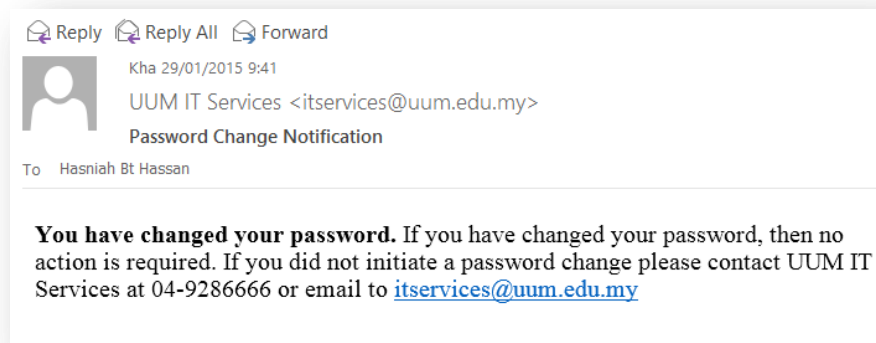 Reply Reply All Forward
Kha 29/01/2015 9:41
UUM IT Services <itservices@uum.edu.my>
Password Change Notification
To Hasniah Bt Hassan
You have changed your password. If you have changed your password, then no
action is required. If you did not initiate a password change please contact UUM IT
Services at 04-9286666 or email to itservices@uum.edu.my